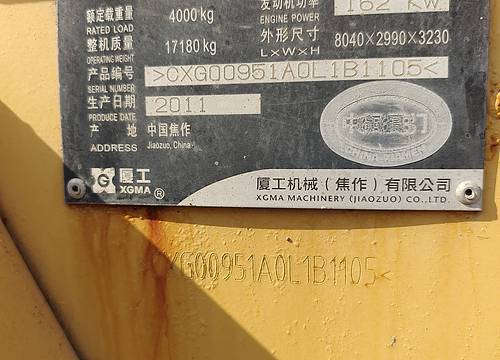 额定载重量 4000 kg
RATED LOAD
发动机功率 162 KW
ENGINE POWER
整机质量 17180 kg
OPERATING WEIGHT
外形尺寸 8040×2990×3230
L×W×H
产品编号 >CXG00951A0L1B1105<
SERIAL NUMBER
生产日期 2011
PRODUCE DATE
产 地 中国焦作
ADDRESS Jiaozuo, China
厦工
XGMA ®
厦工机械（焦作）有限公司
XGMA MACHINERY (JIAOZUO) CO.,LTD.
CXG00951A0L1B1105<